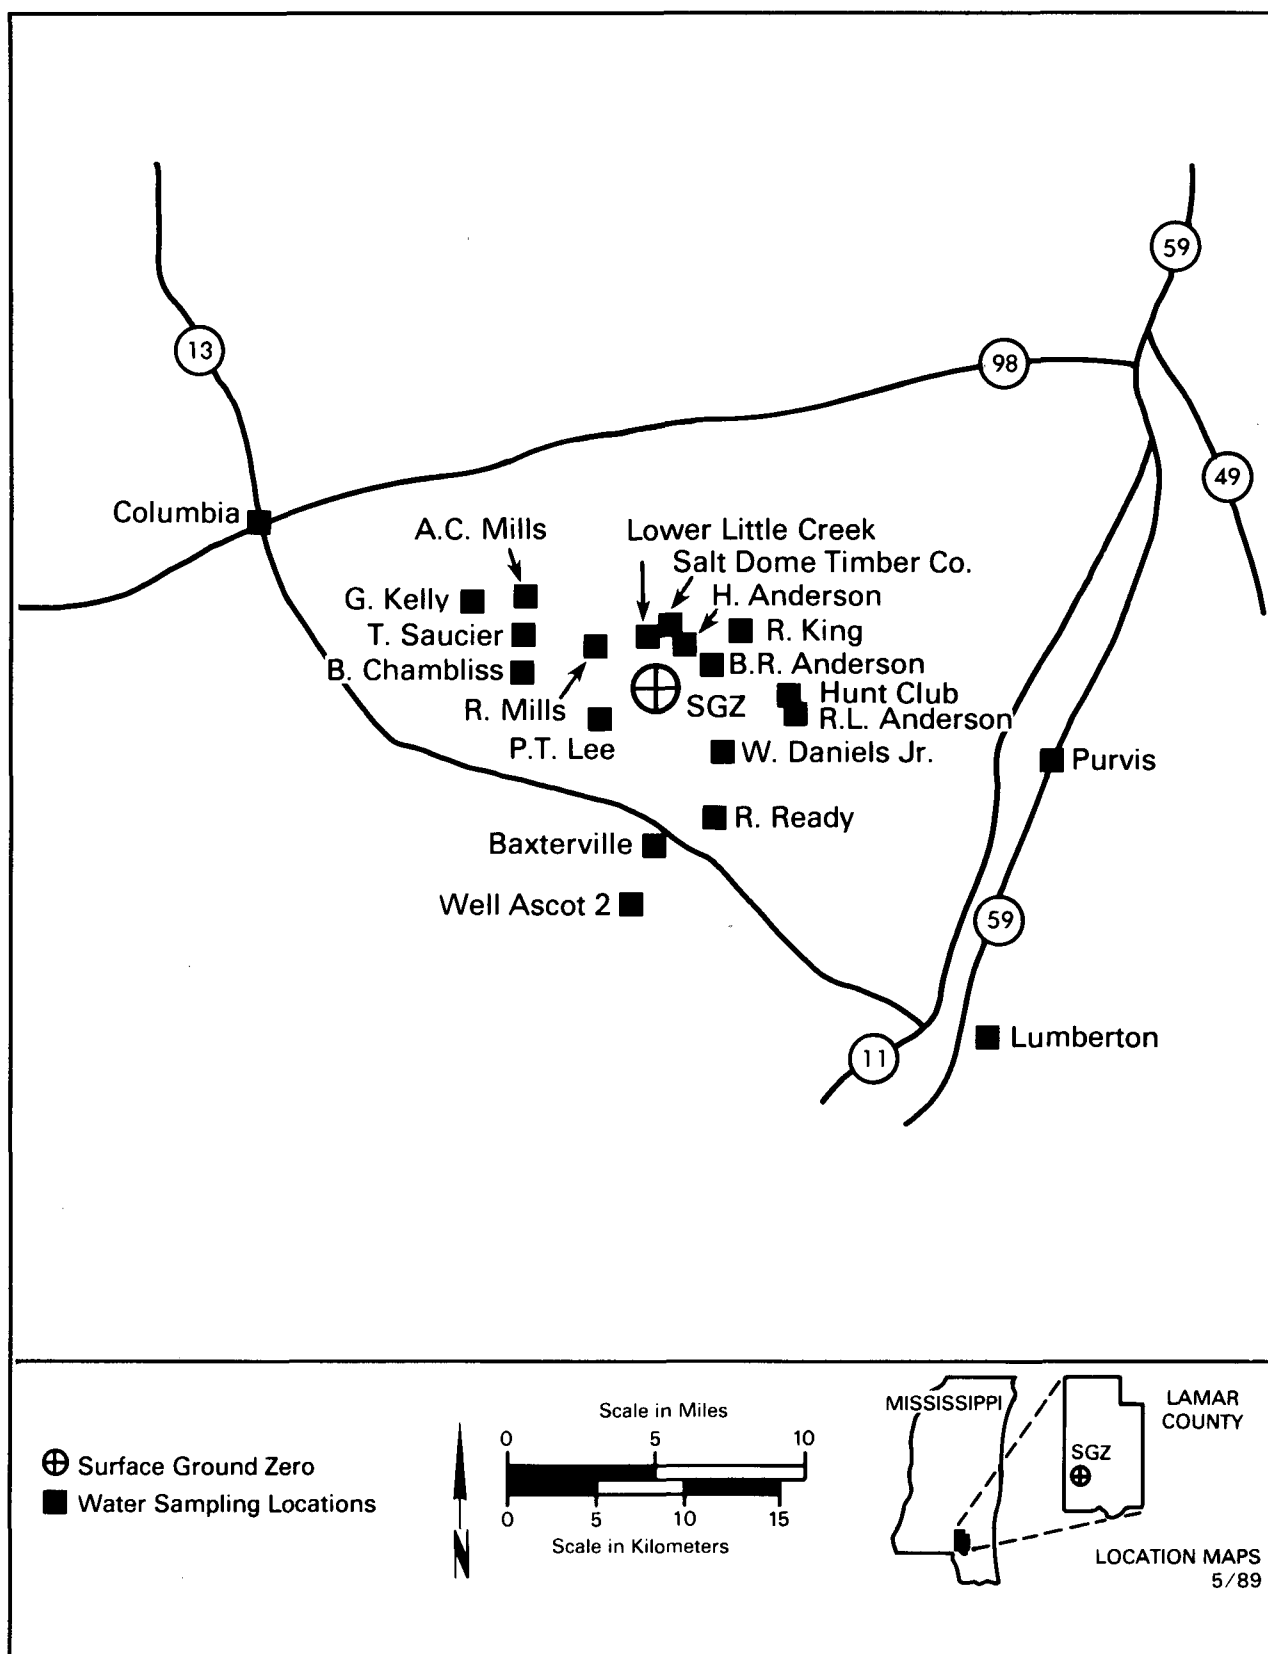 59
13
98
49
Columbia
A.C. Mills
Lower Little Creek
Salt Dome Timber Co.
G. Kelly
H. Anderson
T. Saucier
R. King
B. Chambliss
B.R. Anderson
R. Mills
SGZ
Hunt Club
R.L. Anderson
P.T. Lee
W. Daniels Jr.
Purvis
R. Ready
Baxterville
Well Ascot 2
59
11
Lumberton
Surface Ground Zero
Water Sampling Locations
N
Scale in Miles
0 5 10
0 5 10 15
Scale in Kilometers
MISSISSIPPI
LAMAR
COUNTY
SGZ
LOCATION MAPS
5/89